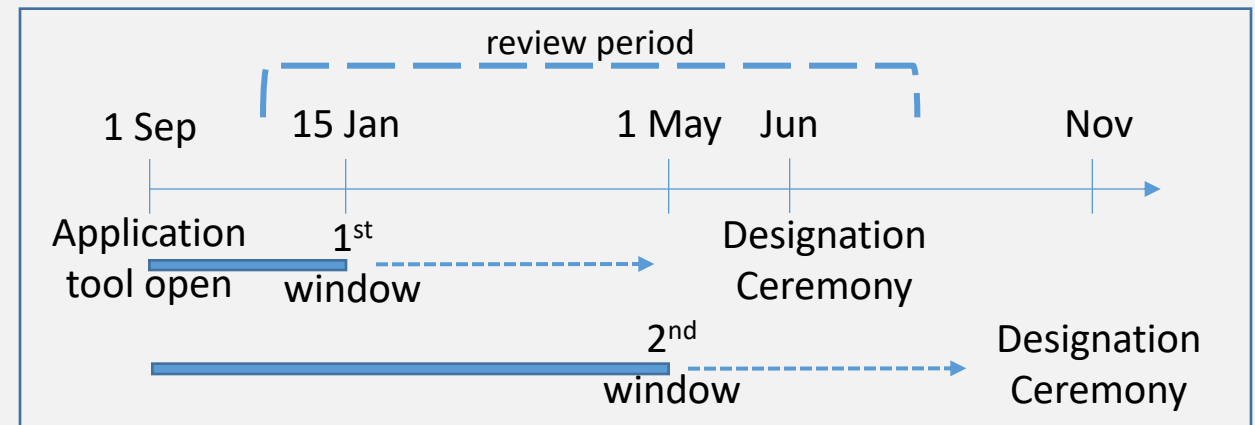 review period
1 Sep
15 Jan
1 May
Jun
Nov
Application
tool open
1st
window
Designation
Ceremony
2nd
window
Designation
Ceremony